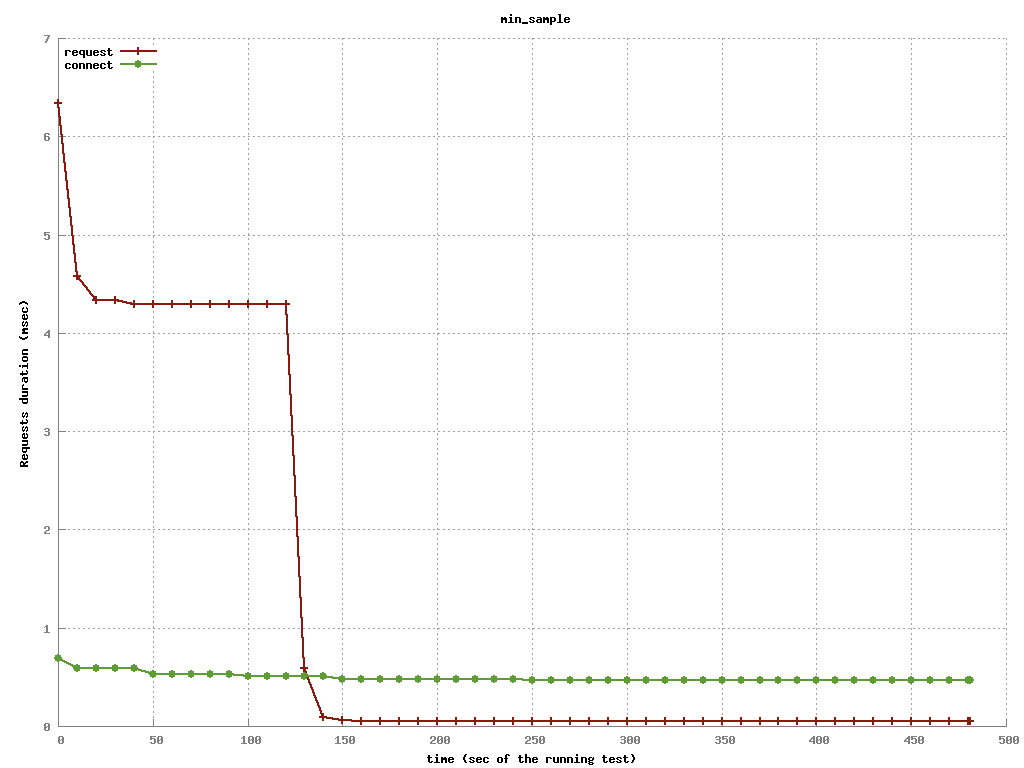 min_sample
request
connect
7
6
5
4
3
2
1
0
Requests duration (msec)
0 50 100 150 200 250 300 350 400 450 500
time (sec of the running test)